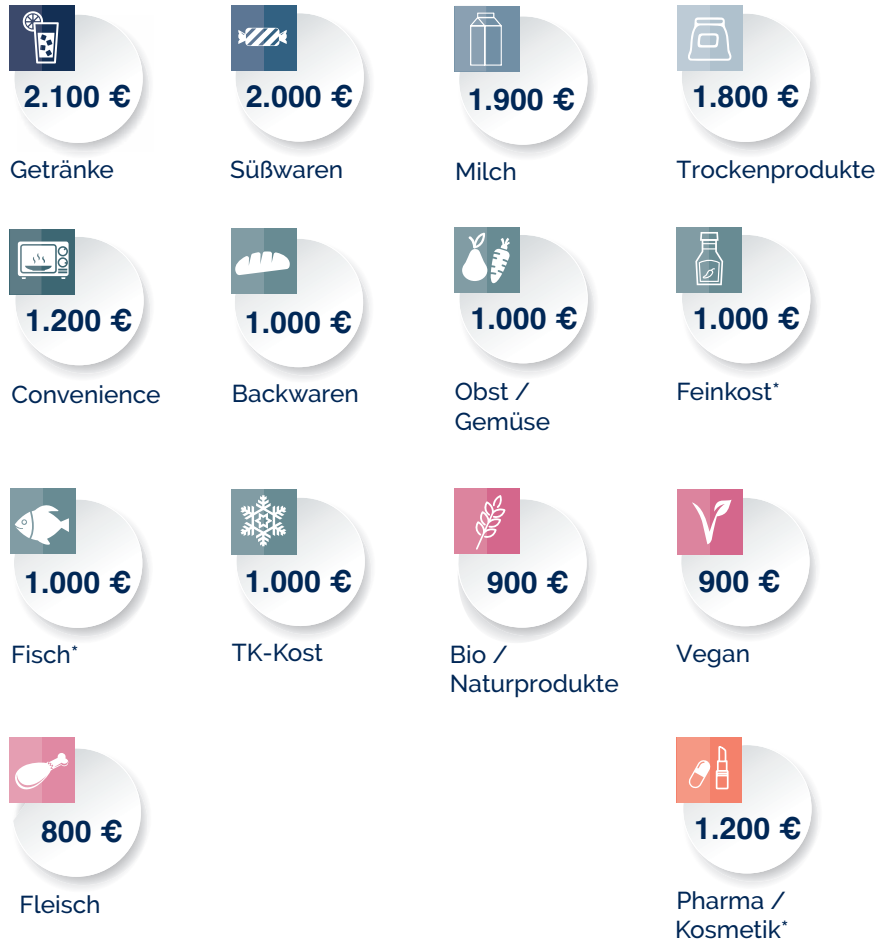 2.100 €
Getränke
2.000 €
Süßwaren
1.900 €
Milch
1.800 €
Trockenprodukte
1.200 €
Convenience
1.000 €
Backwaren
1.000 €
Obst /
Gemüse
1.000 €
Feinkost*
1.000 €
Fisch*
1.000 €
TK-Kost
900 €
Bio /
Naturprodukte
900 €
Vegan
800 €
Fleisch
1.200 €
Pharma /
Kosmetik*